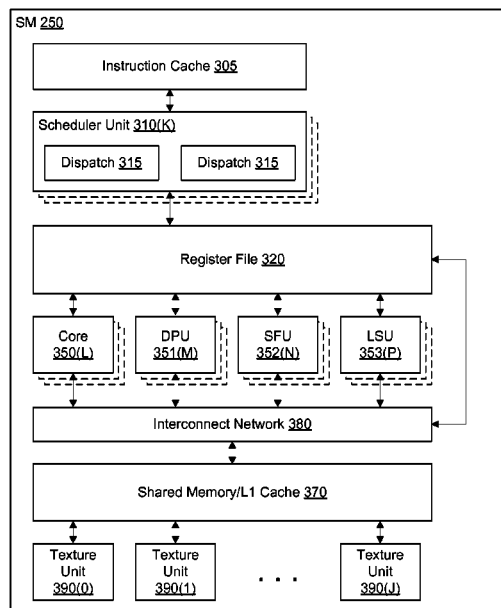 SM 250
Instruction Cache 305
Scheduler Unit 310(K)
Dispatch 315
Dispatch 315
Register File 320
Core
350(L)
DPU
351(M)
SFU
352(N)
LSU
353(P)
Interconnect Network 380
Shared Memory/L1 Cache 370
Texture
Unit
390(0)
Texture
Unit
390(1)
. . .
Texture
Unit
390(J)